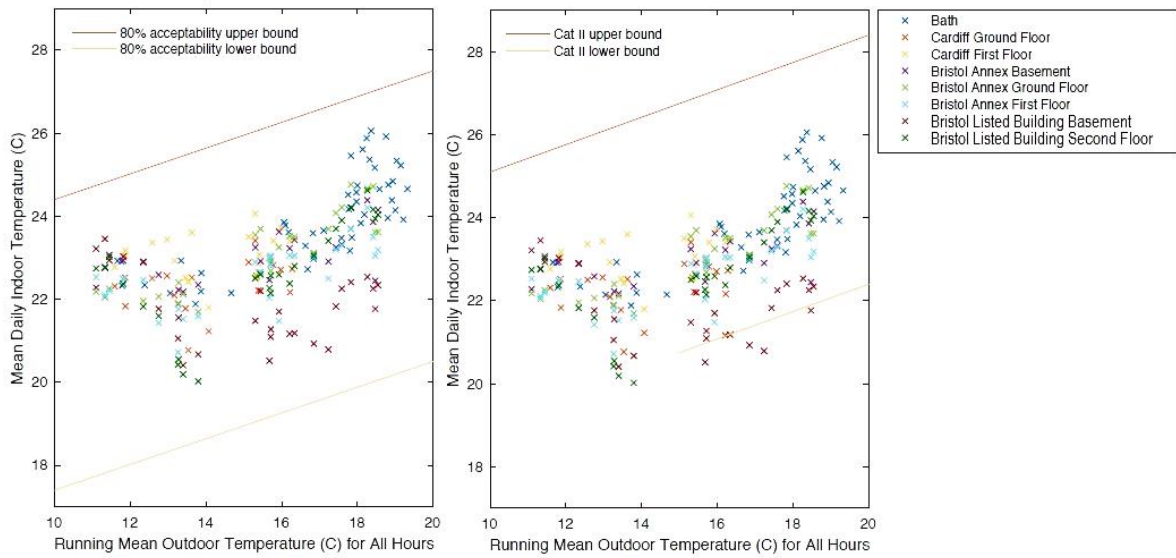 80% acceptability upper bound
80% acceptability lower bound
28
26
24
22
20
18
Mean Daily Indoor Temperature (C)
10 12 14 16 18 20
Running Mean Outdoor Temperature (C) for All Hours
Cat II upper bound
Cat II lower bound
28
26
24
22
20
18
Mean Daily Indoor Temperature (C)
10 12 14 16 18 20
Running Mean Outdoor Temperature (C) for All Hours
Bath
Cardiff Ground Floor
Cardiff First Floor
Bristol Annex Basement
Bristol Annex Ground Floor
Bristol Annex First Floor
Bristol Listed Building Basement
Bristol Listed Building Second Floor